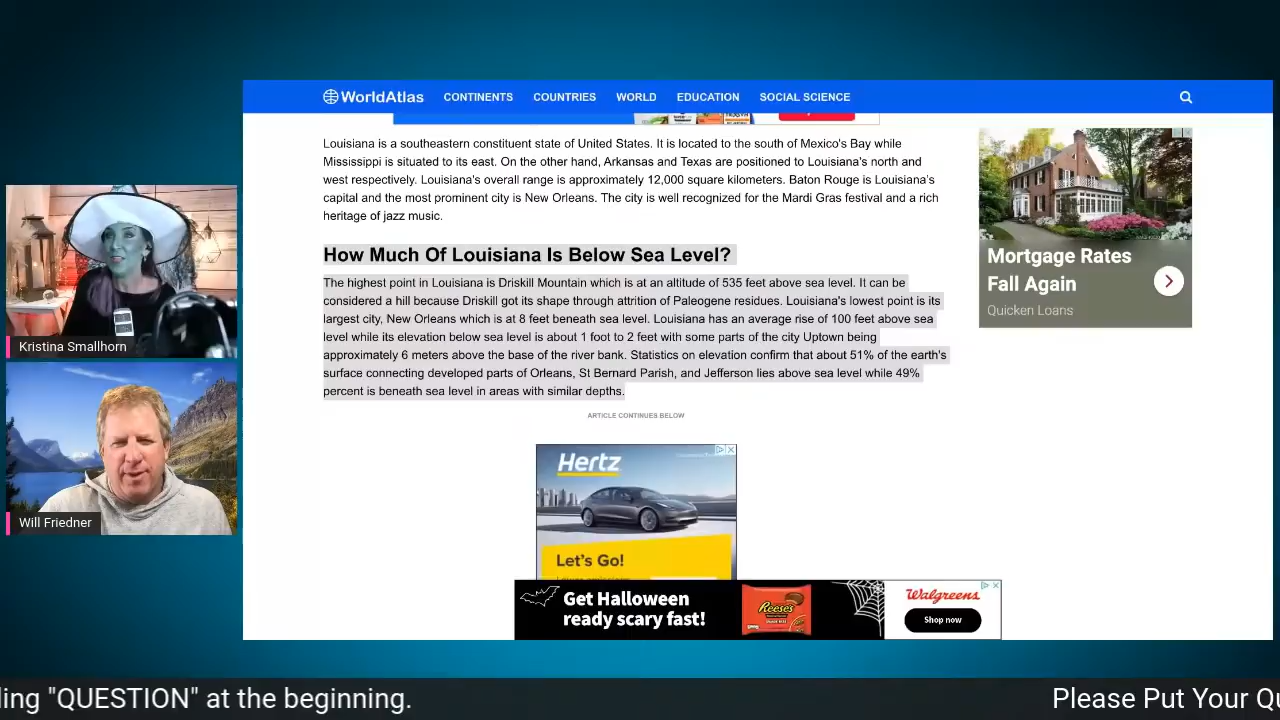 WorldAtlas CONTINENTS COUNTRIES WORLD EDUCATION SOCIAL SCIENCE
Louisiana is a southeastern constituent state of United States. It is located to the south of Mexico's Bay while
Mississippi is situated to its east. On the other hand, Arkansas and Texas are positioned to Louisiana's north and
west respectively. Louisiana's overall range is approximately 12,000 square kilometers. Baton Rouge is Louisiana's
capital and the most prominent city is New Orleans. The city is well recognized for the Mardi Gras festival and a rich
heritage of jazz music.
How Much Of Louisiana Is Below Sea Level?
The highest point in Louisiana is Driskill Mountain which is at an altitude of 535 feet above sea level. It can be
considered a hill because Driskill got its shape through attrition of Paleogene residues. Louisiana's lowest point is its
largest city, New Orleans which is at 8 feet beneath sea level. Louisiana has an average rise of 100 feet above sea
level while its elevation below sea level is about 1 foot to 2 feet with some parts of the city Uptown being
approximately 6 meters above the base of the river bank. Statistics on elevation confirm that about 51% of the earth's
surface connecting developed parts of Orleans, St Bernard Parish, and Jefferson lies above sea level while 49%
percent is beneath sea level in areas with similar depths.
ARTICLE CONTINUES BELOW
Mortgage Rates
Fall Again
Quicken Loans
Kristina Smallhorn
Will Friedner
Hertz
Let's Go!
Get Halloween
ready scary fast!
Reese's
Walgreens
Shop now
ling "QUESTION" at the beginning.
Please Put Your Qu